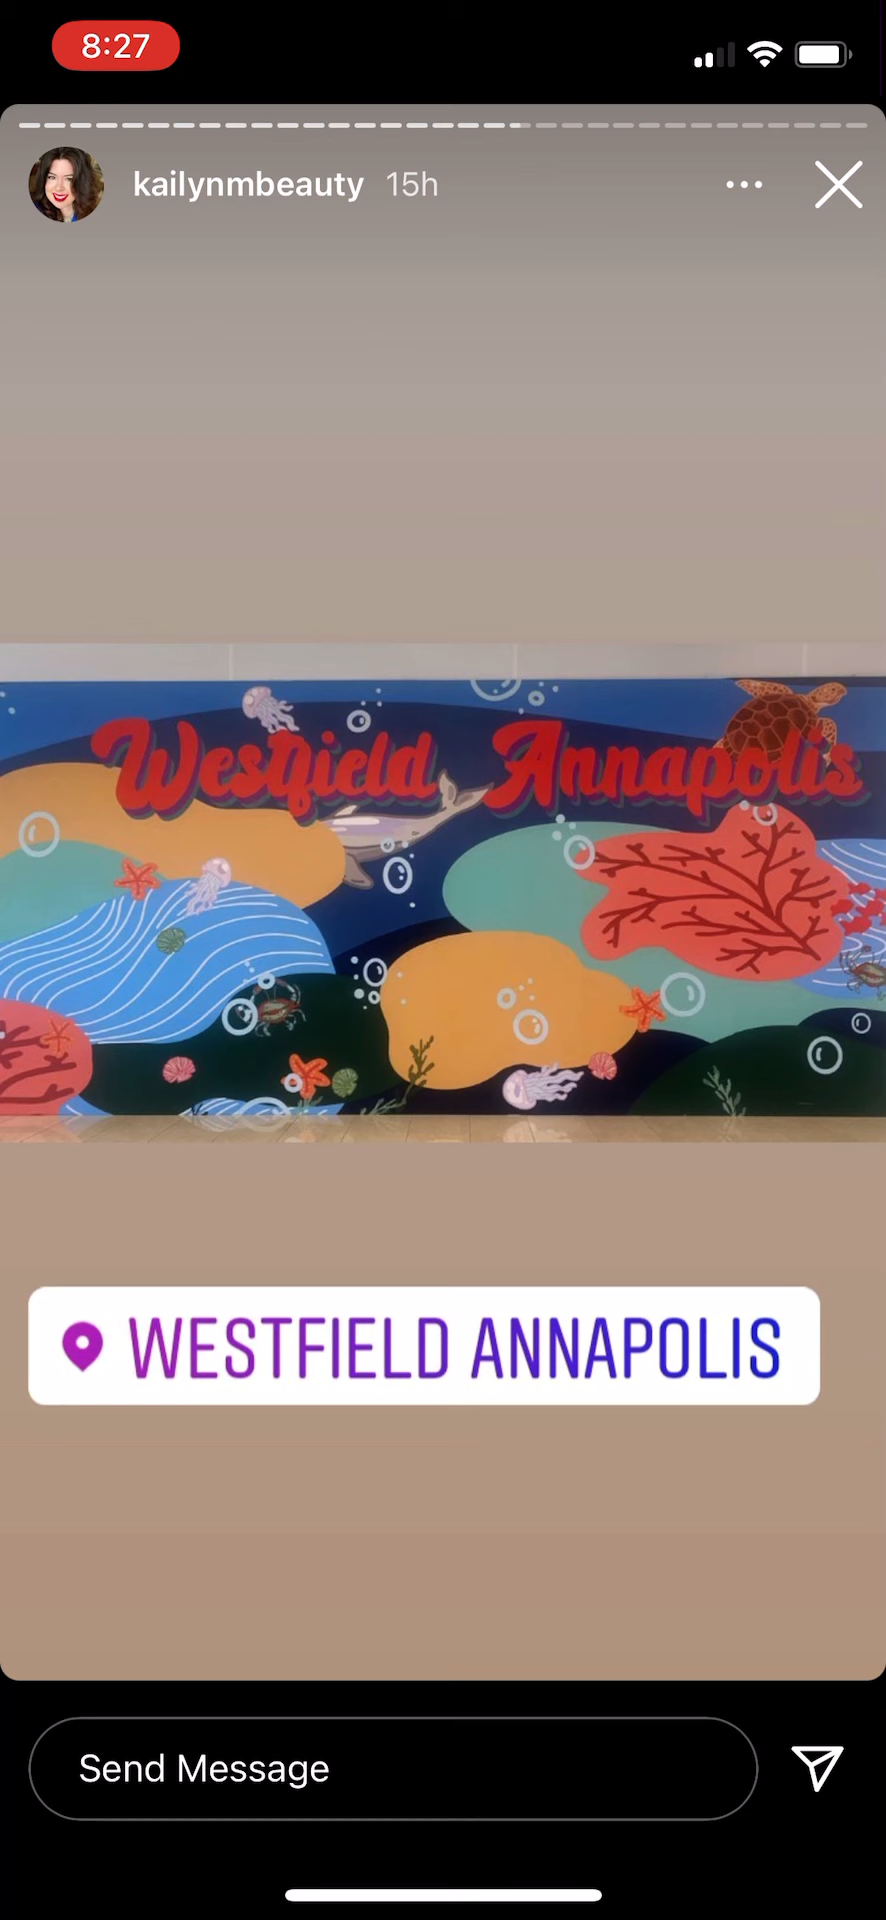 8:27
kailynmbeauty 15h
Westfield Annapolis
WESTFIELD ANNAPOLIS
Send Message